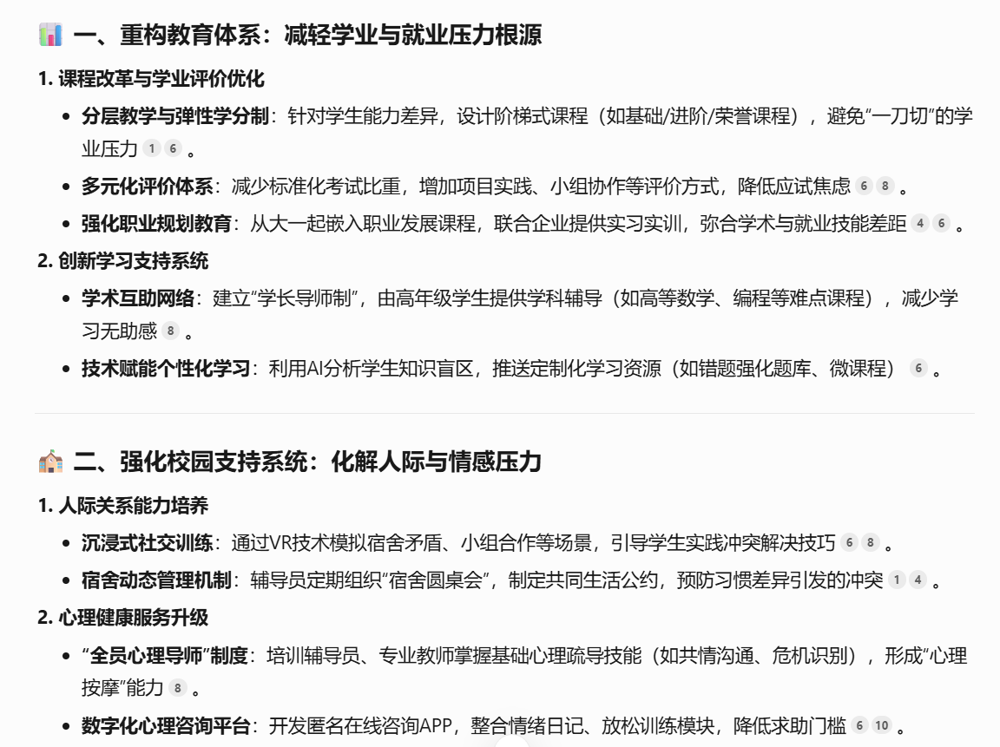 一、重构教育体系：减轻学业与就业压力根源
1. 课程改革与学业评价优化
• 分层教学与弹性学分制：针对学生能力差异，设计阶梯式课程（如基础/进阶/荣誉课程），避免“一刀切”的学
业压力 1 6 。
• 多元化评价体系：减少标准化考试比重，增加项目实践、小组协作等评价方式，降低应试焦虑 6 8 。
• 强化职业规划教育：从大一起嵌入职业发展课程，联合企业提供实习实训，弥合学术与就业技能差距 4 6 。
2. 创新学习支持系统
• 学术互助网络：建立“学长导师制”，由高年级学生提供学科辅导（如高等数学、编程等难点课程），减少学
习无助感 8 。
• 技术赋能个性化学习：利用AI分析学生知识盲区，推送定制化学习资源（如错题强化题库、微课程） 6 。
二、强化校园支持系统：化解人际与情感压力
1. 人际关系能力培养
• 沉浸式社交训练：通过VR技术模拟宿舍矛盾、小组合作等场景，引导学生实践冲突解决技巧 6 8 。
• 宿舍动态管理机制：辅导员定期组织“宿舍圆桌会”，制定共同生活公约，预防习惯差异引发的冲突 1 4 。
2. 心理健康服务升级
• “全员心理导师”制度：培训辅导员、专业教师掌握基础心理疏导技能（如共情沟通、危机识别），形成“心理
按摩”能力 8 。
• 数字化心理咨询平台：开发匿名在线咨询APP，整合情绪日记、放松训练模块，降低求助门槛 6 10 。